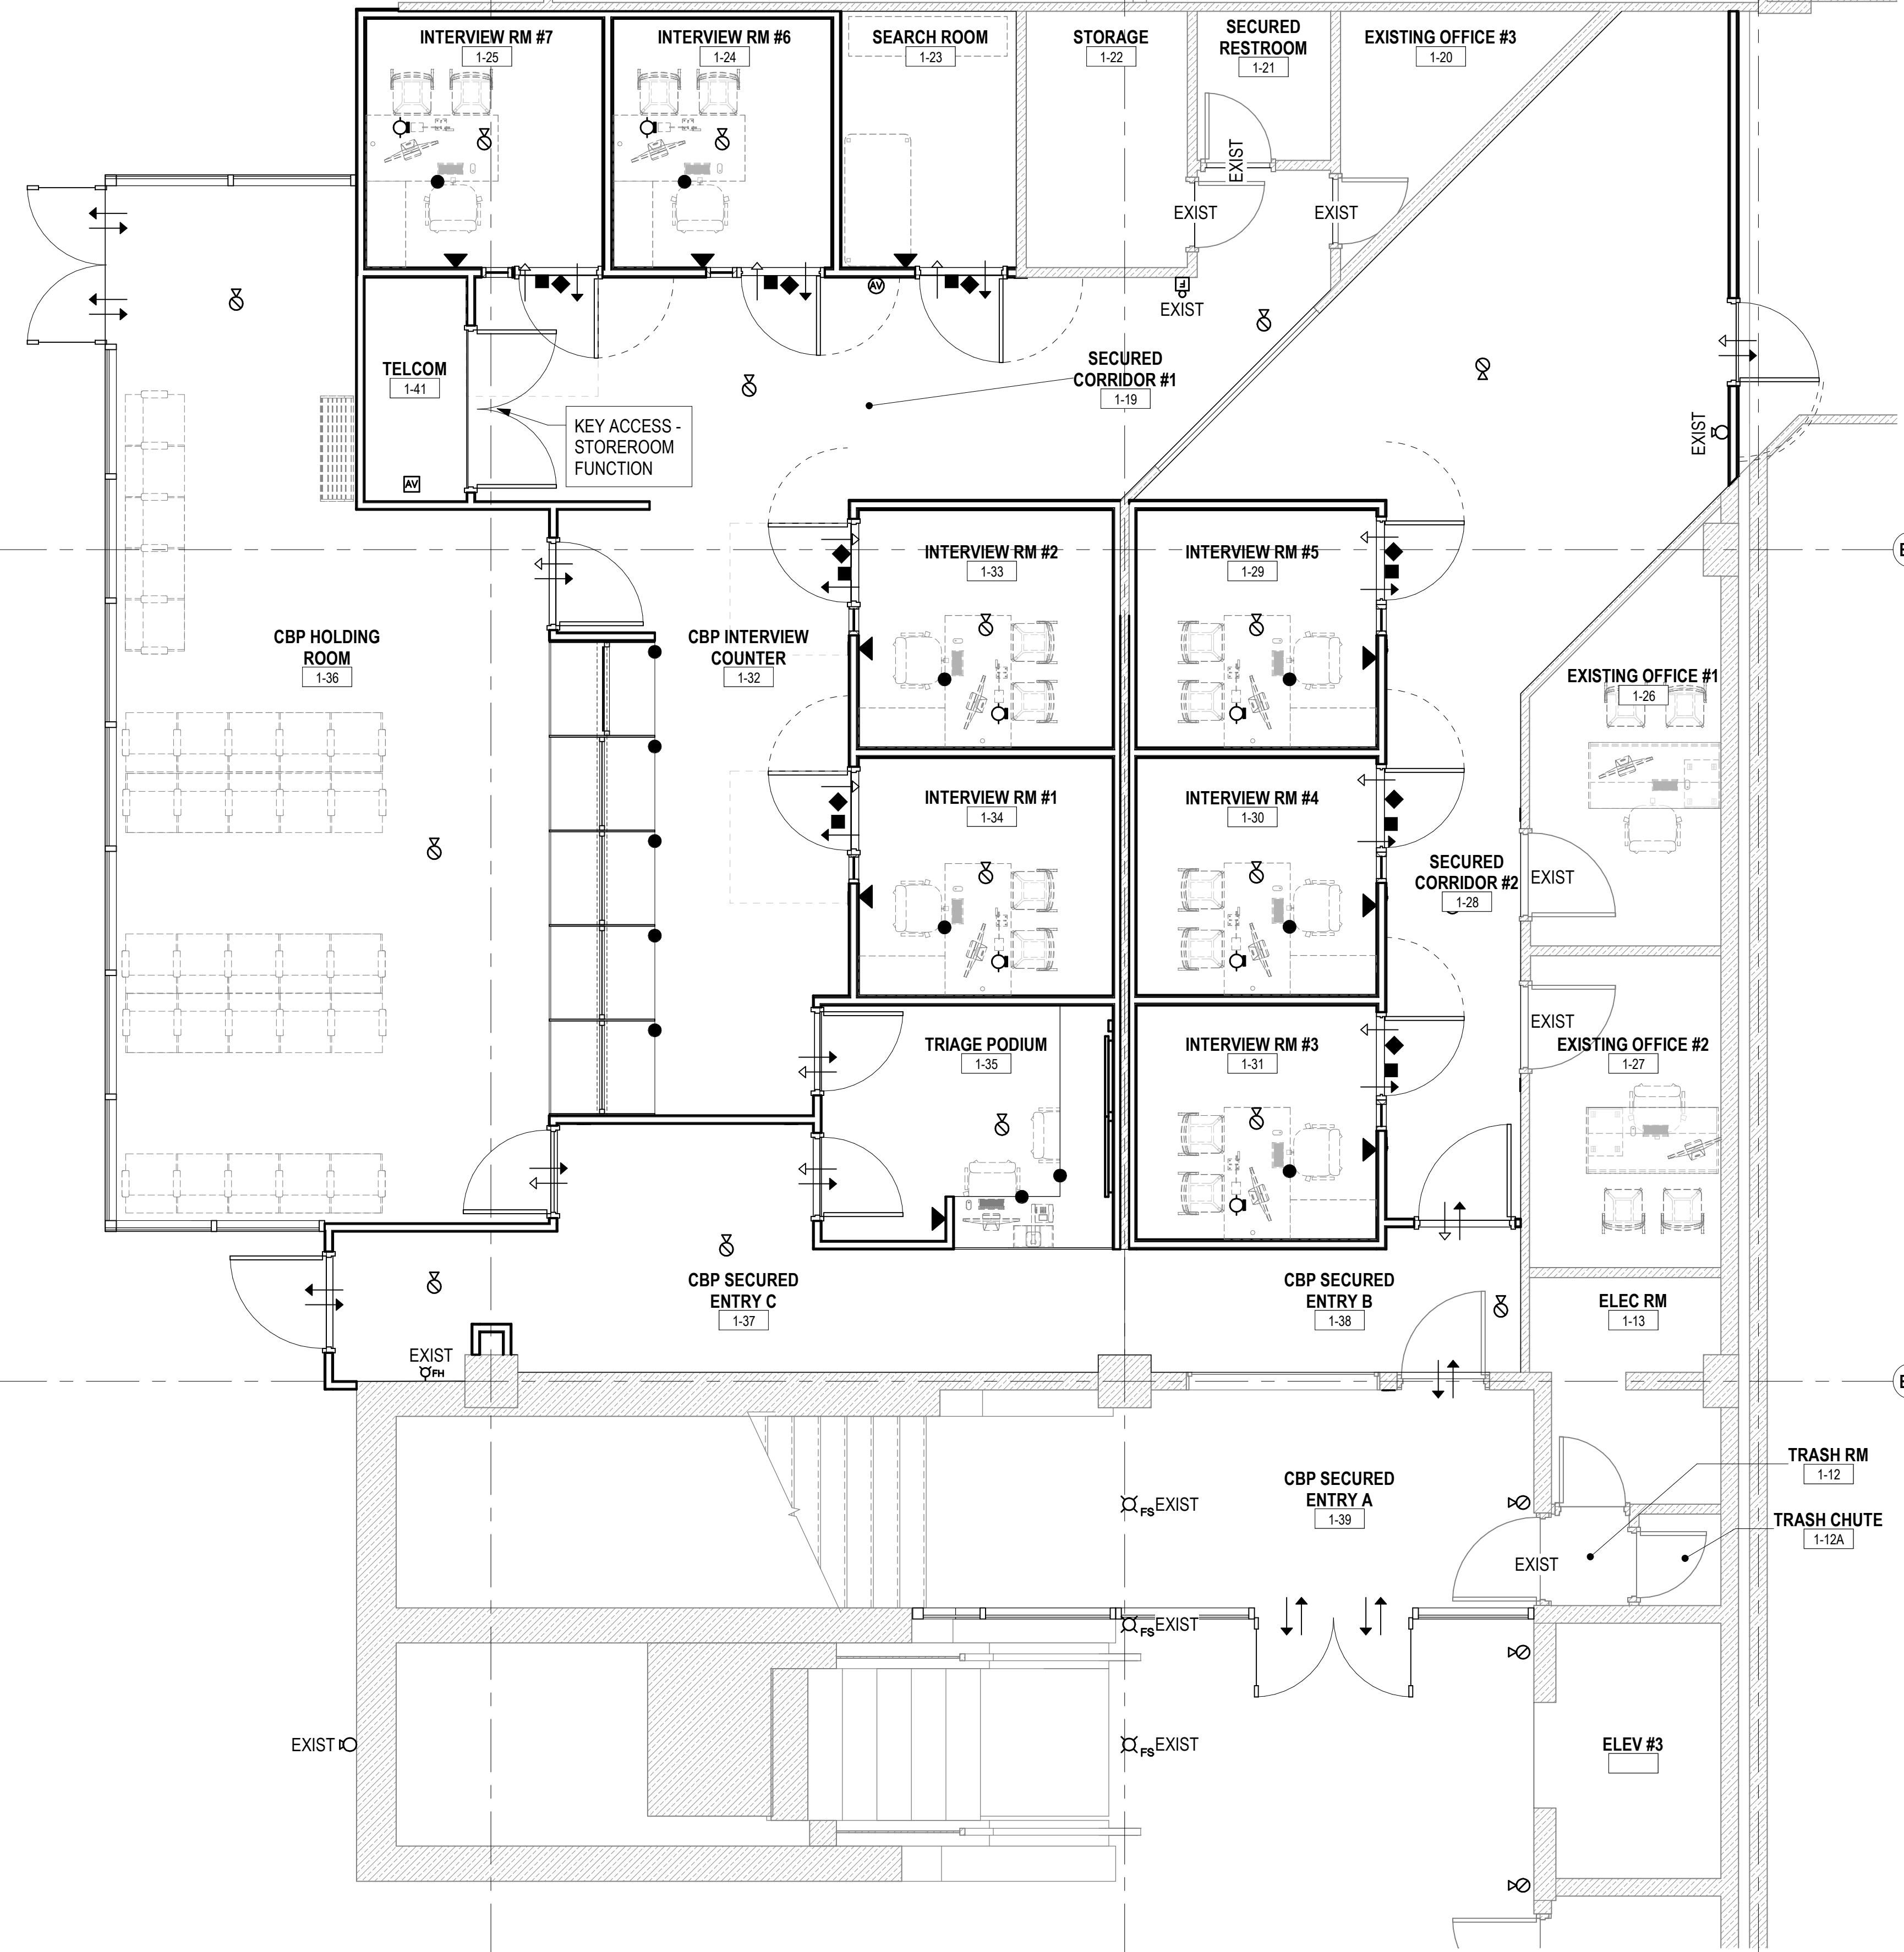 INTERVIEW RM #7
1-25
INTERVIEW RM #6
1-24
SEARCH ROOM
1-23
STORAGE
1-22
SECURED
RESTROOM
1-21
EXISTING OFFICE #3
1-20
EXIST
EXIST
EXIST
AV
F
EXIST
TELCOM
1-41
AV
KEY ACCESS -
STOREROOM
FUNCTION
SECURED
CORRIDOR #1
1-19
EXIST
INTERVIEW RM #2
1-33
INTERVIEW RM #5
1-29
CBP HOLDING
ROOM
1-36
CBP INTERVIEW
COUNTER
1-32
EXISTING OFFICE #1
1-26
INTERVIEW RM #1
1-34
INTERVIEW RM #4
1-30
SECURED
CORRIDOR #2
1-28
EXIST
EXIST
TRIAGE PODIUM
1-35
INTERVIEW RM #3
1-31
EXISTING OFFICE #2
1-27
CBP SECURED
ENTRY C
1-37
CBP SECURED
ENTRY B
1-38
ELEC RM
1-13
EXIST
FH
CBP SECURED
ENTRY A
1-39
TRASH RM
1-12
TRASH CHUTE
1-12A
FS EXIST
EXIST
FS EXIST
EXIST
FS EXIST
ELEV #3